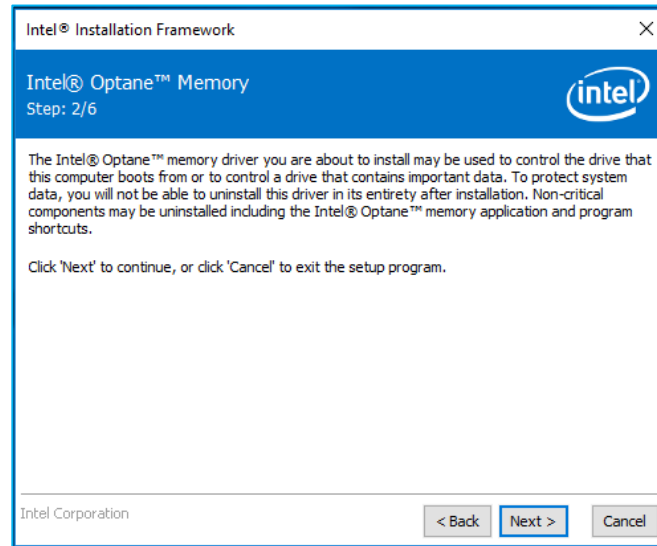 Intel® Installation Framework
Intel® Optane™ Memory
Step: 2/6
intel
The Intel® Optane™ memory driver you are about to install may be used to control the drive that
this computer boots from or to control a drive that contains important data. To protect system
data, you will not be able to uninstall this driver in its entirety after installation. Non-critical
components may be uninstalled including the Intel® Optane™ memory application and program
shortcuts.
Click 'Next' to continue, or click 'Cancel' to exit the setup program.
Intel Corporation
< Back Next > Cancel